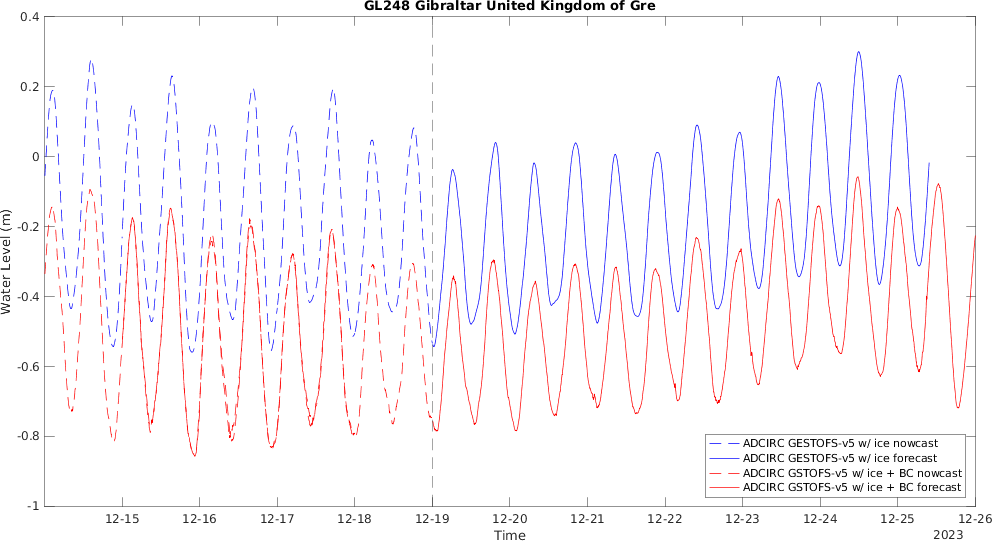 GL248 Gibraltar United Kingdom of Gre
0.4
0.2
0
-0.2
-0.4
-0.6
-0.8
-1
Water Level (m)
ADCIRC GESTOFS-v5 w/ ice nowcast
ADCIRC GESTOFS-v5 w/ ice forecast
ADCIRC GSTOFS-v5 w/ ice + BC nowcast
ADCIRC GSTOFS-v5 w/ ice + BC forecast
12-15 12-16 12-17 12-18 12-19 12-20 12-21 12-22 12-23 12-24 12-25 12-26
Time
2023